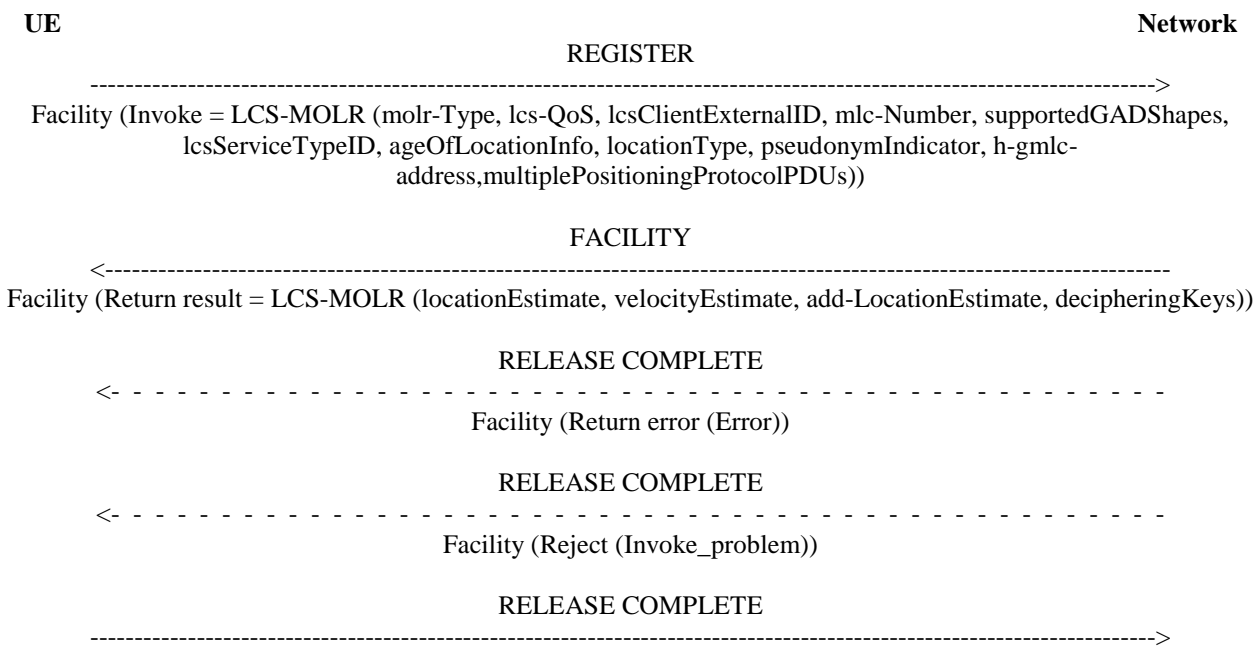 UE Network
REGISTER
------------------------------------------------------------------------------------------------------------------------>
Facility (Invoke = LCS-MOLR (molr-Type, lcs-QoS, lcsClientExternalID, mlc-Number, supportedGADShapes,
lcsServiceTypeID, ageOfLocationInfo, locationType, pseudonymIndicator, h-gmlc-
address,multiplePositioningProtocolPDUs))
FACILITY
<------------------------------------------------------------------------------------------------------------------------
Facility (Return result = LCS-MOLR (locationEstimate, velocityEstimate, add-LocationEstimate, decipheringKeys))
RELEASE COMPLETE
<- - - - - - - - - - - - - - - - - - - - - - - - - - - - - - - - - - - - - - -
Facility (Return error (Error))
RELEASE COMPLETE
<- - - - - - - - - - - - - - - - - - - - - - - - - - - - - - - - - - - - - - -
Facility (Reject (Invoke_problem))
RELEASE COMPLETE
------------------------------------------------------------------------------------------------------------------------>